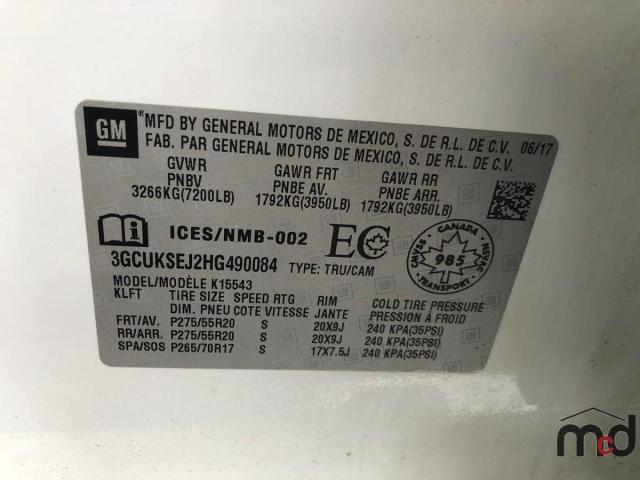 GM
MFD BY GENERAL MOTORS DE MEXICO, S. DE R.L. DE C.V. 06/17
FAB. PAR GENERAL MOTORS DE MEXICO, S. DE R.L. DE C.V.
GVWR GAWR FRT GAWR RR
PNBV PNBE AV. PNBE ARR.
3266KG(7200LB) 1792KG(3950LB) 1792KG(3950LB)
i ICES/NMB-002 EC
CANADA
CMVSS 985 NSVAC
TRANSPORT
3GCUKSEJ2HG490084 TYPE: TRU/CAM
MODEL/MODÈLE K15543
KLFT TIRE SIZE SPEED RTG RIM COLD TIRE PRESSURE
DIM. PNEU COTE VITESSE JANTE PRESSION À FROID
FRT/AV. P275/55R20 S 20X9J 240 KPA(35PSI)
RR/ARR. P275/55R20 S 20X9J 240 KPA(35PSI)
SPA/SOS P265/70R17 S 17X7.5J 240 KPA(35PSI)
mcd